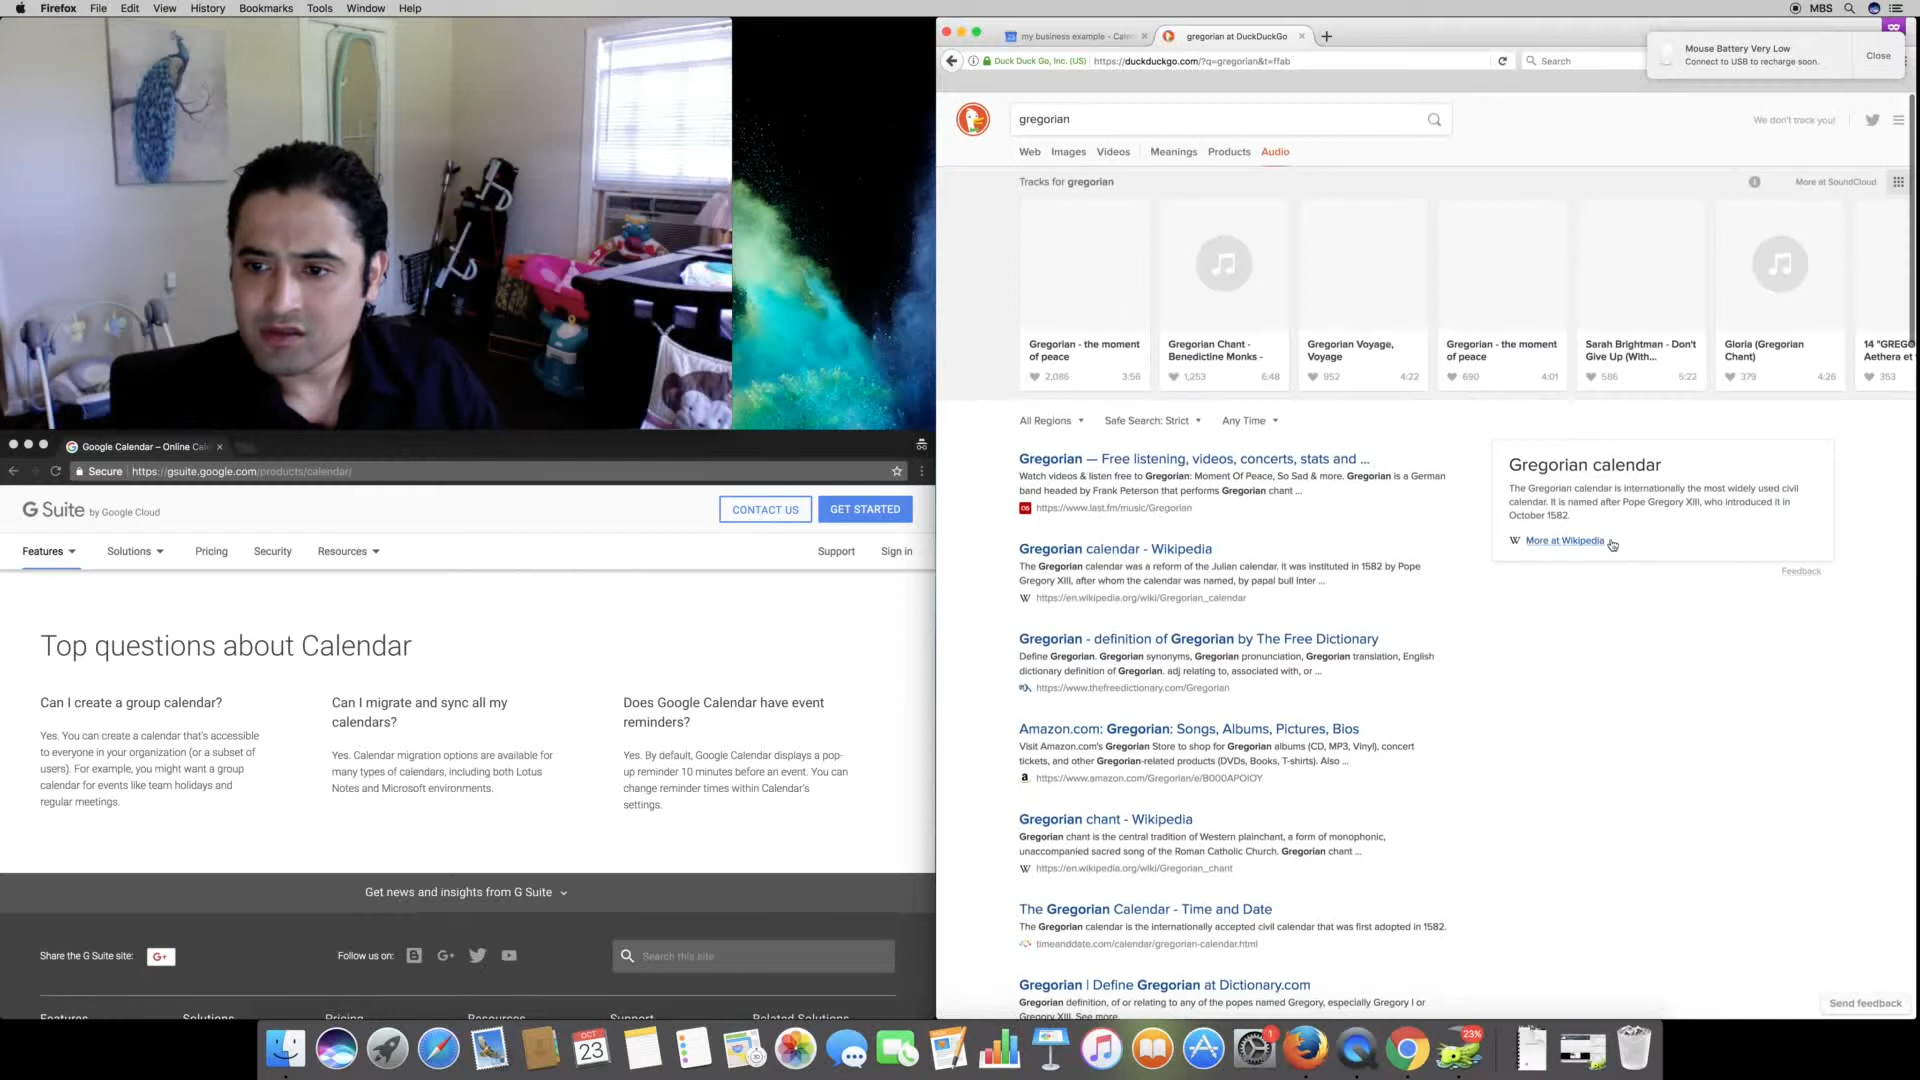 Firefox File Edit View History Bookmarks Tools Window Help
MBS
my business example - Cale
gregorian at DuckDuckGo
Duck Duck Go, Inc. (US) https://duckduckgo.com/?q=gregorian&t=ffab
Search
Mouse Battery Very Low
Connect to USB to recharge soon.
Close
gregorian
We don't track you!
Web Images Videos Meanings Products Audio
Tracks for gregorian
More at SoundCloud
Gregorian - the moment
of peace
2,086 3:56
Gregorian Chant -
Benedictine Monks -
1,253 6:48
Gregorian Voyage,
Voyage
952 4:22
Gregorian - the moment
of peace
690 4:01
Sarah Brightman - Don't
Give Up (With...
586 5:22
Gloria (Gregorian
Chant)
379 4:26
14 "GREGO
Aethera et
353
All Regions Safe Search: Strict Any Time
Gregorian — Free listening, videos, concerts, stats and ...
Watch videos & listen free to Gregorian: Moment Of Peace, So Sad & more. Gregorian is a German
band headed by Frank Peterson that performs Gregorian chant ...
https://www.last.fm/music/Gregorian
Gregorian calendar - Wikipedia
The Gregorian calendar was a reform of the Julian calendar. It was instituted in 1582 by Pope
Gregory XIII, after whom the calendar was named, by papal bull Inter ...
https://en.wikipedia.org/wiki/Gregorian_calendar
Gregorian - definition of Gregorian by The Free Dictionary
Define Gregorian. Gregorian synonyms, Gregorian pronunciation, Gregorian translation, English
dictionary definition of Gregorian. adj relating to, associated with, or ...
https://www.thefreedictionary.com/Gregorian
Amazon.com: Gregorian: Songs, Albums, Pictures, Bios
Visit Amazon.com's Gregorian Store to shop for Gregorian albums (CD, MP3, Vinyl), concert
tickets, and other Gregorian-related products (DVDs, Books, T-shirts). Also ...
https://www.amazon.com/Gregorian/e/B000APOIOY
Gregorian chant - Wikipedia
Gregorian chant is the central tradition of Western plainchant, a form of monophonic,
unaccompanied sacred song of the Roman Catholic Church. Gregorian chant ...
https://en.wikipedia.org/wiki/Gregorian_chant
The Gregorian Calendar - Time and Date
The Gregorian calendar is the internationally accepted civil calendar that was first adopted in 1582.
timeanddate.com/calendar/gregorian-calendar.html
Gregorian | Define Gregorian at Dictionary.com
Gregorian definition, of or relating to any of the popes named Gregory, especially Gregory I or
Gregory XIII. See more.
Gregorian calendar
The Gregorian calendar is internationally the most widely used civil
calendar. It is named after Pope Gregory XIII, who introduced it in
October 1582.
More at Wikipedia
Feedback
Send feedback
Google Calendar – Online Cal
Secure https://gsuite.google.com/products/calendar/
G Suite by Google Cloud
CONTACT US
GET STARTED
Features Solutions Pricing Security Resources Support Sign in
Top questions about Calendar
Can I create a group calendar?
Yes. You can create a calendar that's accessible
to everyone in your organization (or a subset of
users). For example, you might want a group
calendar for events like team holidays and
regular meetings.
Can I migrate and sync all my
calendars?
Yes. Calendar migration options are available for
many types of calendars, including both Lotus
Notes and Microsoft environments.
Does Google Calendar have event
reminders?
Yes. By default, Google Calendar displays a pop-
up reminder 10 minutes before an event. You can
change reminder times within Calendar's
settings.
Get news and insights from G Suite
Share the G Suite site:
G+
Follow us on:
G+
Search this site
Features Solutions Pricing Resources Support Related Solutions
OCT
23
1
23%